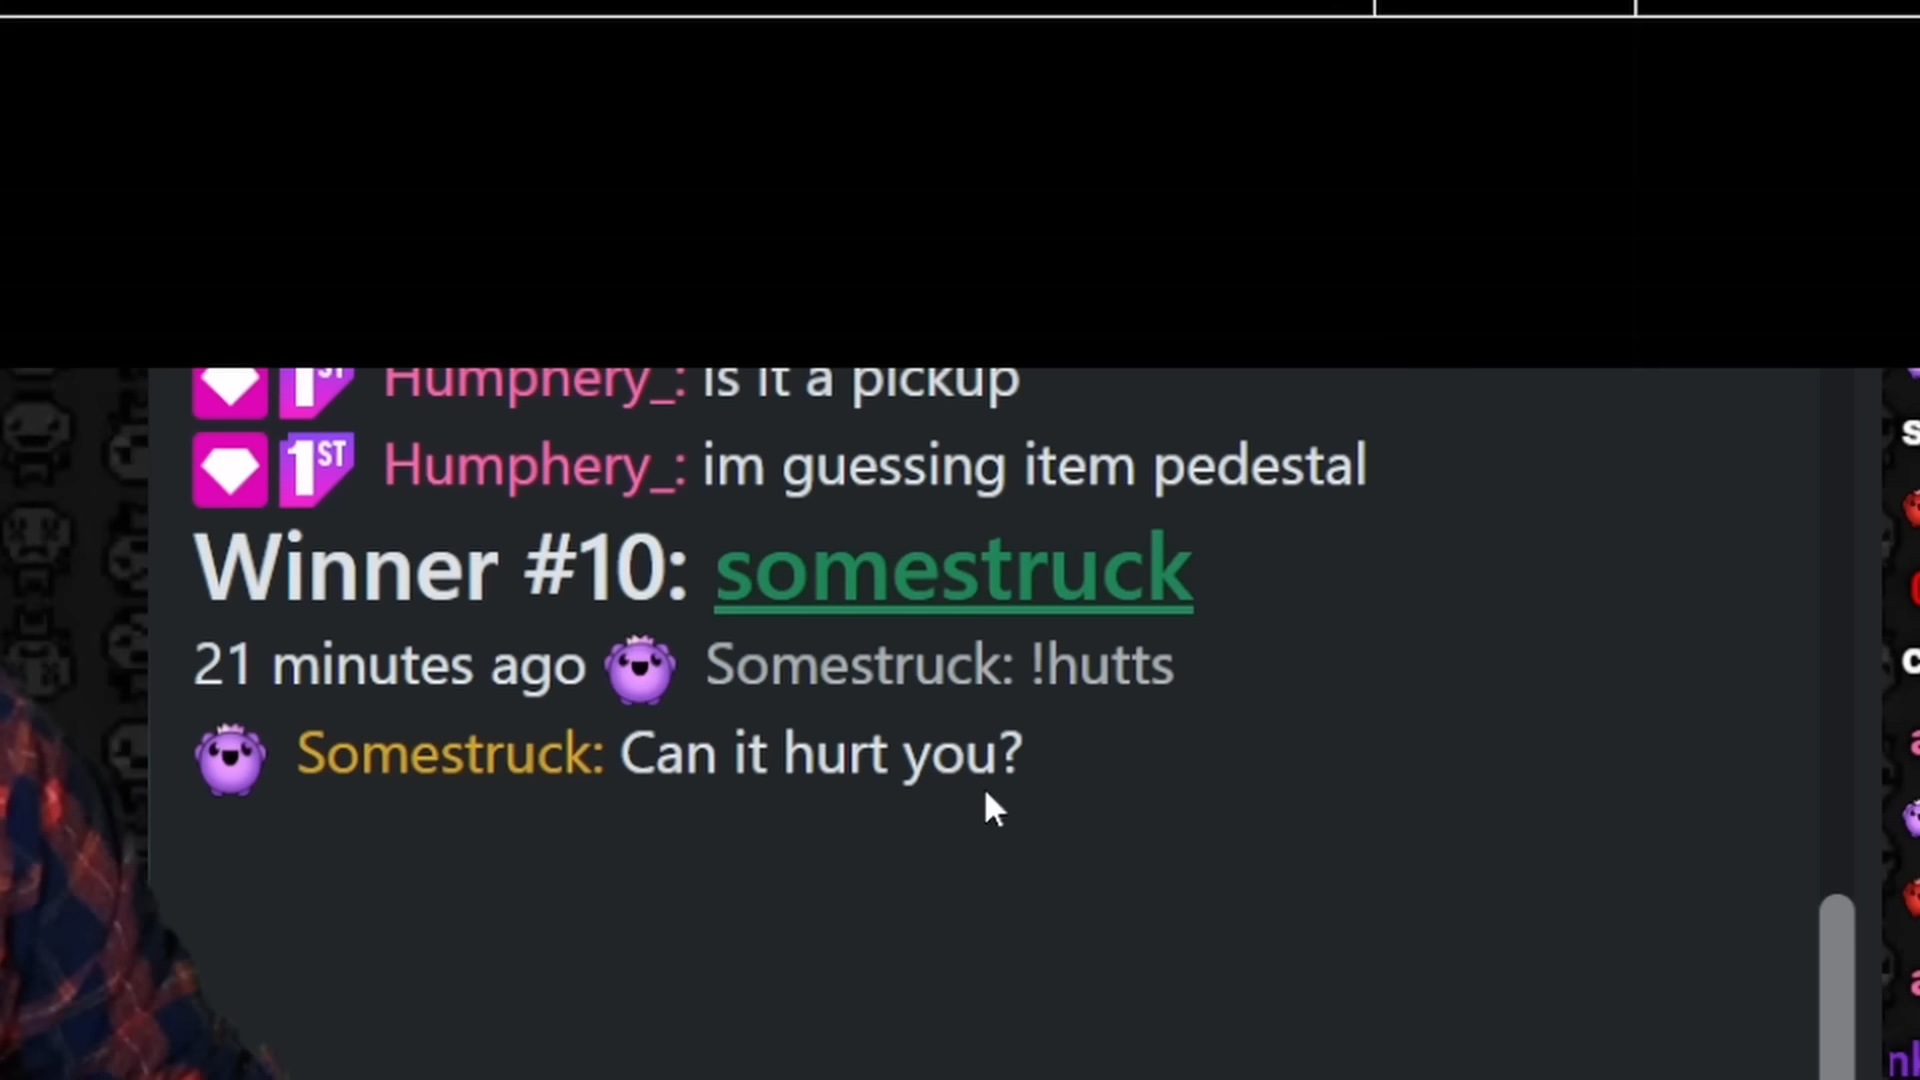 1ST Humphery_: is it a pickup
1ST Humphery_: im guessing item pedestal
Winner #10: somestruck
21 minutes ago Somestruck: !hutts
Somestruck: Can it hurt you?